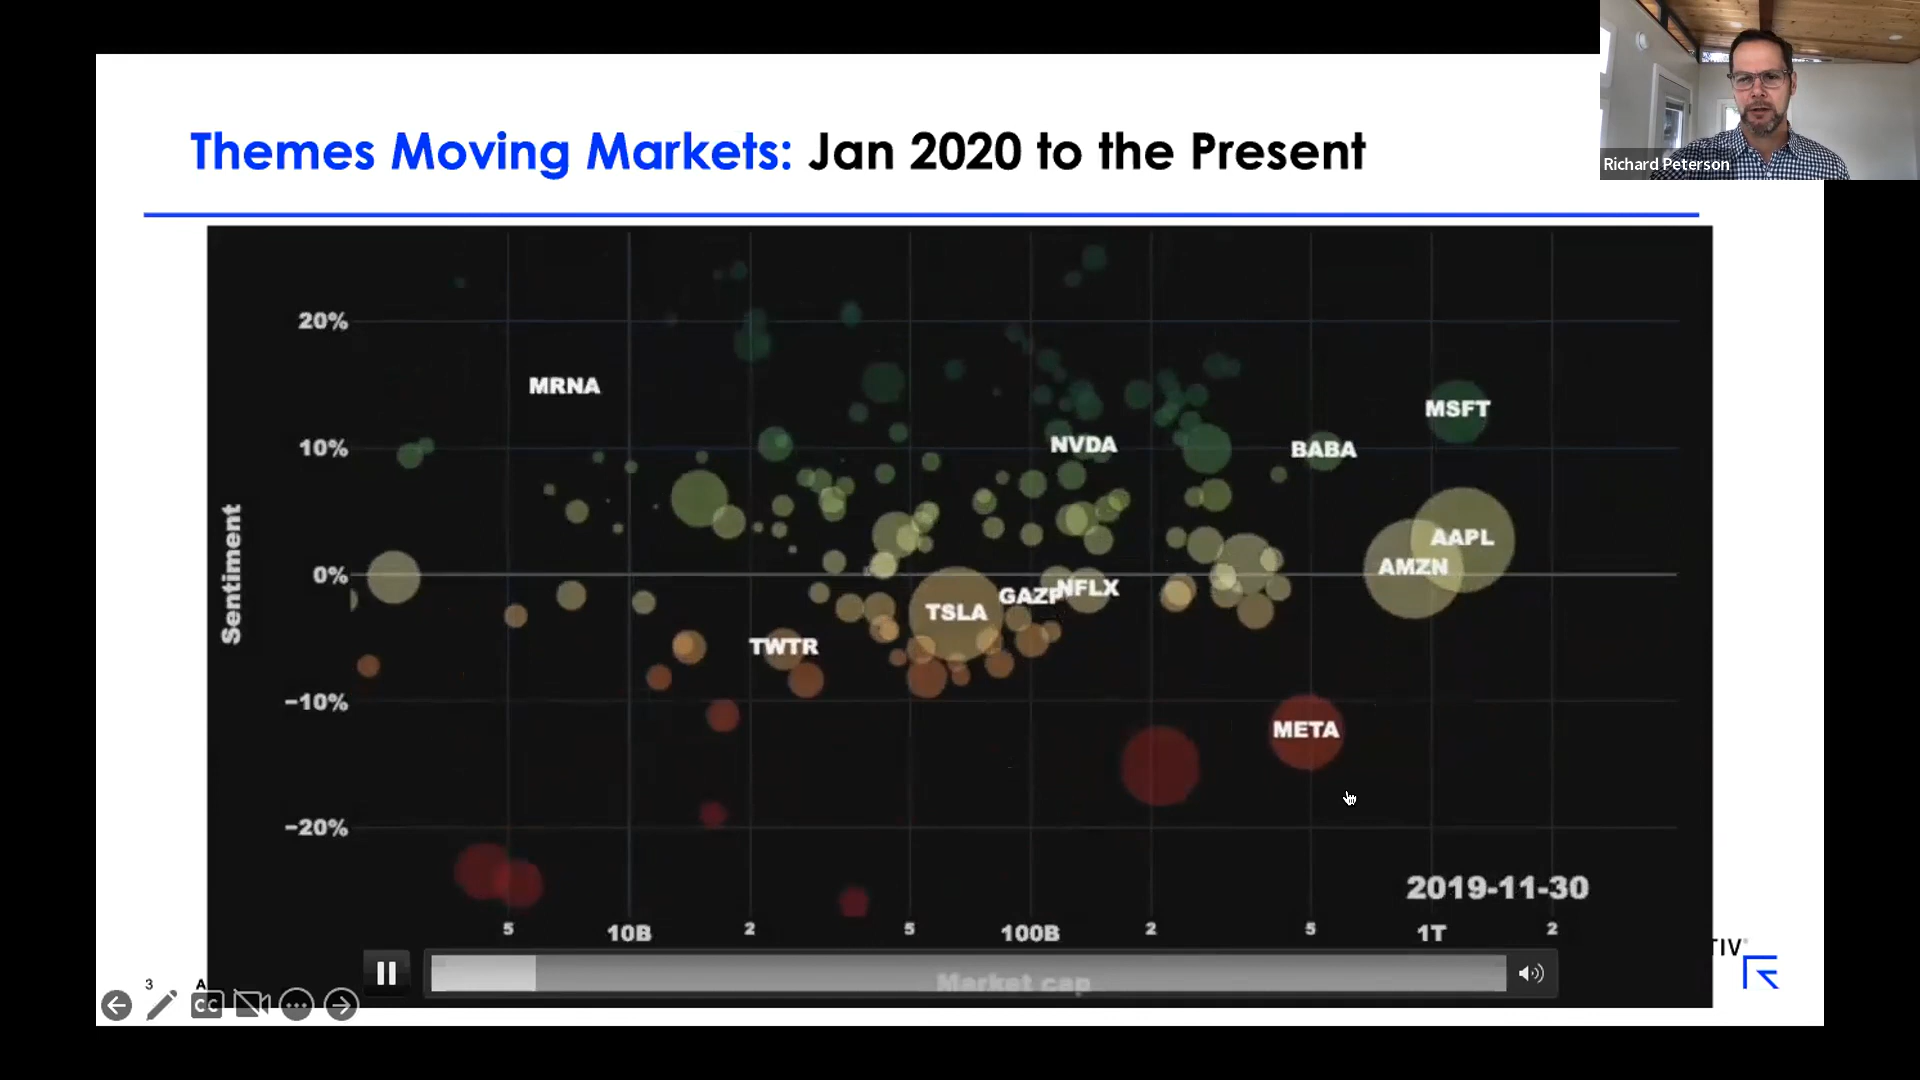 Themes Moving Markets: Jan 2020 to the Present
Richard Peterson
20%
MRNA
MSFT
10%
NVDA
BABA
Sentiment
AAPL
AMZN
0%
NFLX
TSLA
TWTR
−10%
META
−20%
2019-11-30
5
10B
2
5
100B
2
5
1T
2
Market cap
3
A
CC